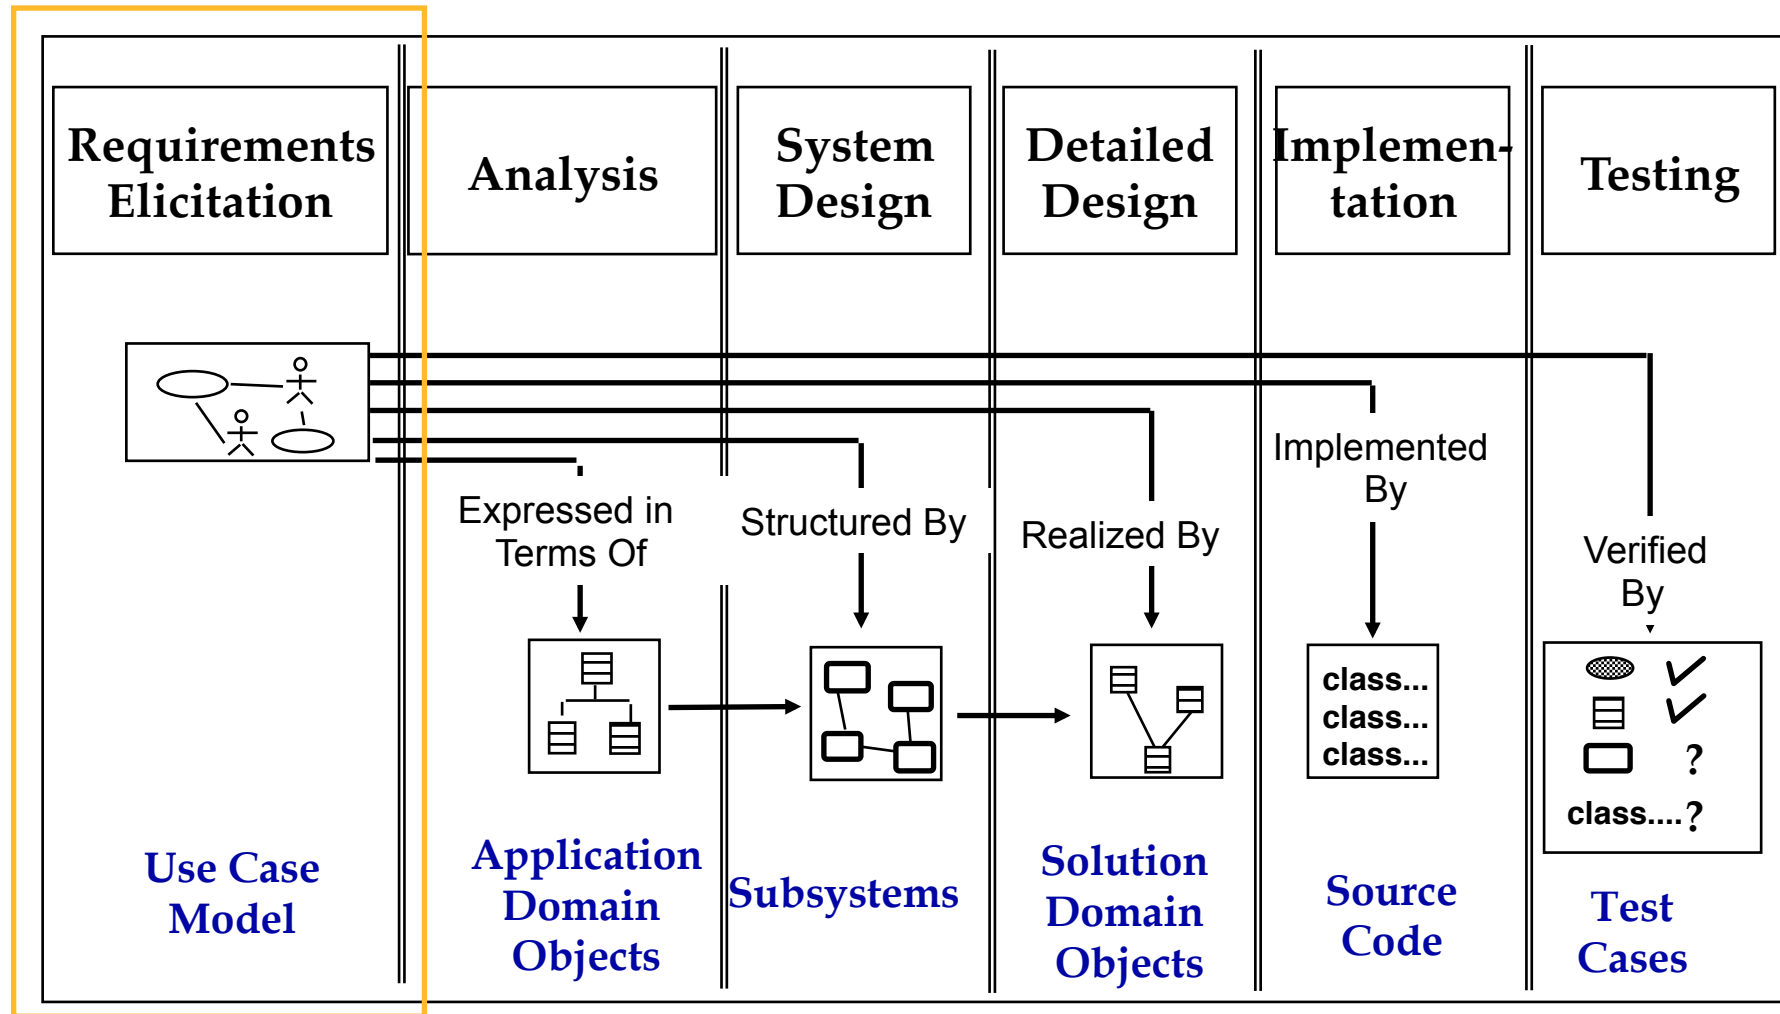 Requirements
Elicitation
Analysis
System
Design
Detailed
Design
Implemen-
tation
Testing
Expressed in
Terms Of
Structured By
Realized By
Implemented
By
Verified
By
class...
class...
class...
?
class....?
Use Case
Model
Application
Domain
Objects
Subsystems
Solution
Domain
Objects
Source
Code
Test
Cases